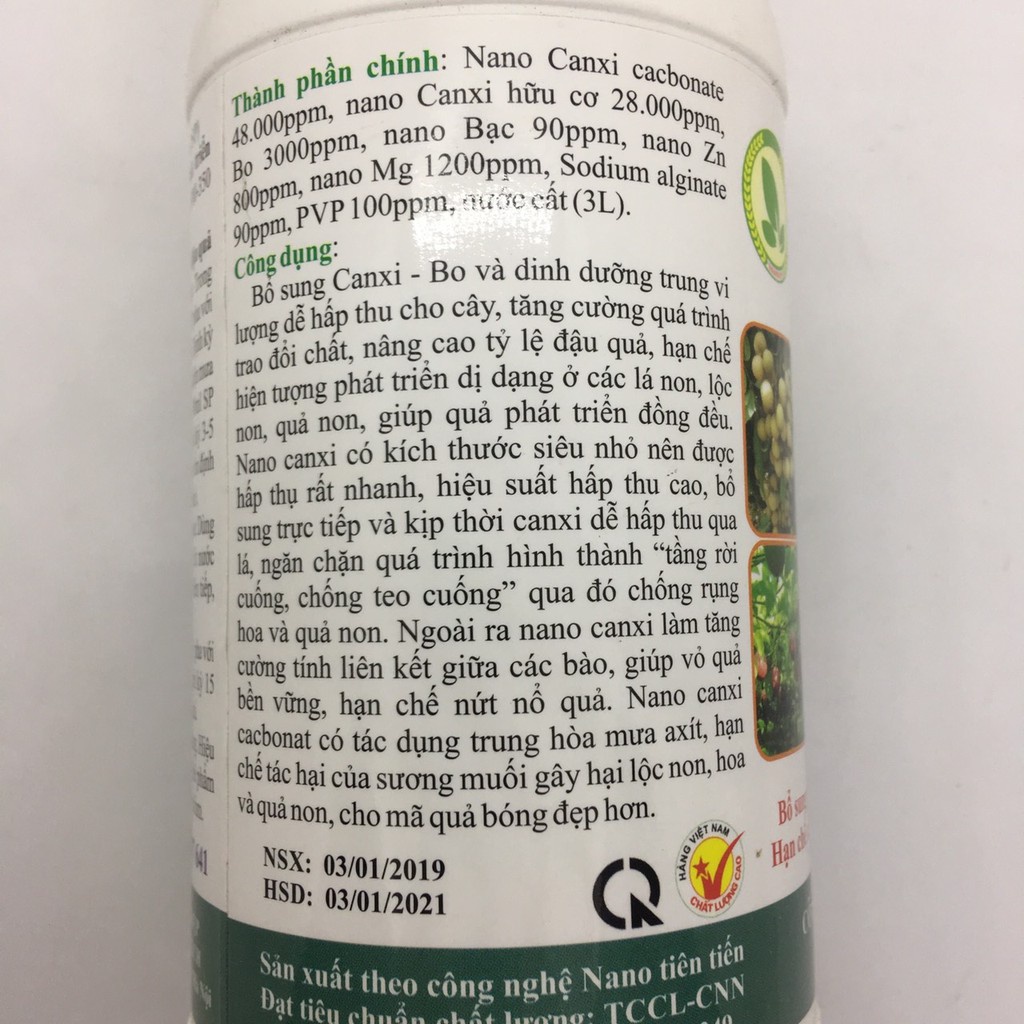 Thành phần chính: Nano Canxi cacbonate
48.000ppm, nano Canxi hữu cơ 28.000ppm,
Bo 3000ppm, nano Bạc 90ppm, nano Zn
800ppm, nano Mg 1200ppm, Sodium alginate
90ppm, PVP 100ppm, nước cất (3L).
Công dụng:
Bổ sung Canxi - Bo và dinh dưỡng trung vi
lượng dễ hấp thu cho cây, tăng cường quá trình
trao đổi chất, nâng cao tỷ lệ đậu quả, hạn chế
hiện tượng phát triển dị dạng ở các lá non, lộc
non, quả non, giúp quả phát triển đồng đều.
Nano canxi có kích thước siêu nhỏ nên được
hấp thụ rất nhanh, hiệu suất hấp thu cao, bổ
sung trực tiếp và kịp thời canxi dễ hấp thu qua
lá, ngăn chặn quá trình hình thành “tầng rời
cuống, chống teo cuống” qua đó chống rụng
hoa và quả non. Ngoài ra nano canxi làm tăng
cường tính liên kết giữa các bào, giúp vỏ quả
bền vững, hạn chế nứt nổ quả. Nano canxi
cacbonat có tác dụng trung hòa mưa axít, hạn
chế tác hại của sương muối gây hại lộc non, hoa
và quả non, cho mã quả bóng đẹp hơn.
NSX: 03/01/2019
HSD: 03/01/2021
HÀNG VIỆT NAM
CHẤT LƯỢNG CAO
Sản xuất theo công nghệ Nano tiên tiến
Đạt tiêu chuẩn chất lượng: TCCL-CNN
Bổ
Hạn